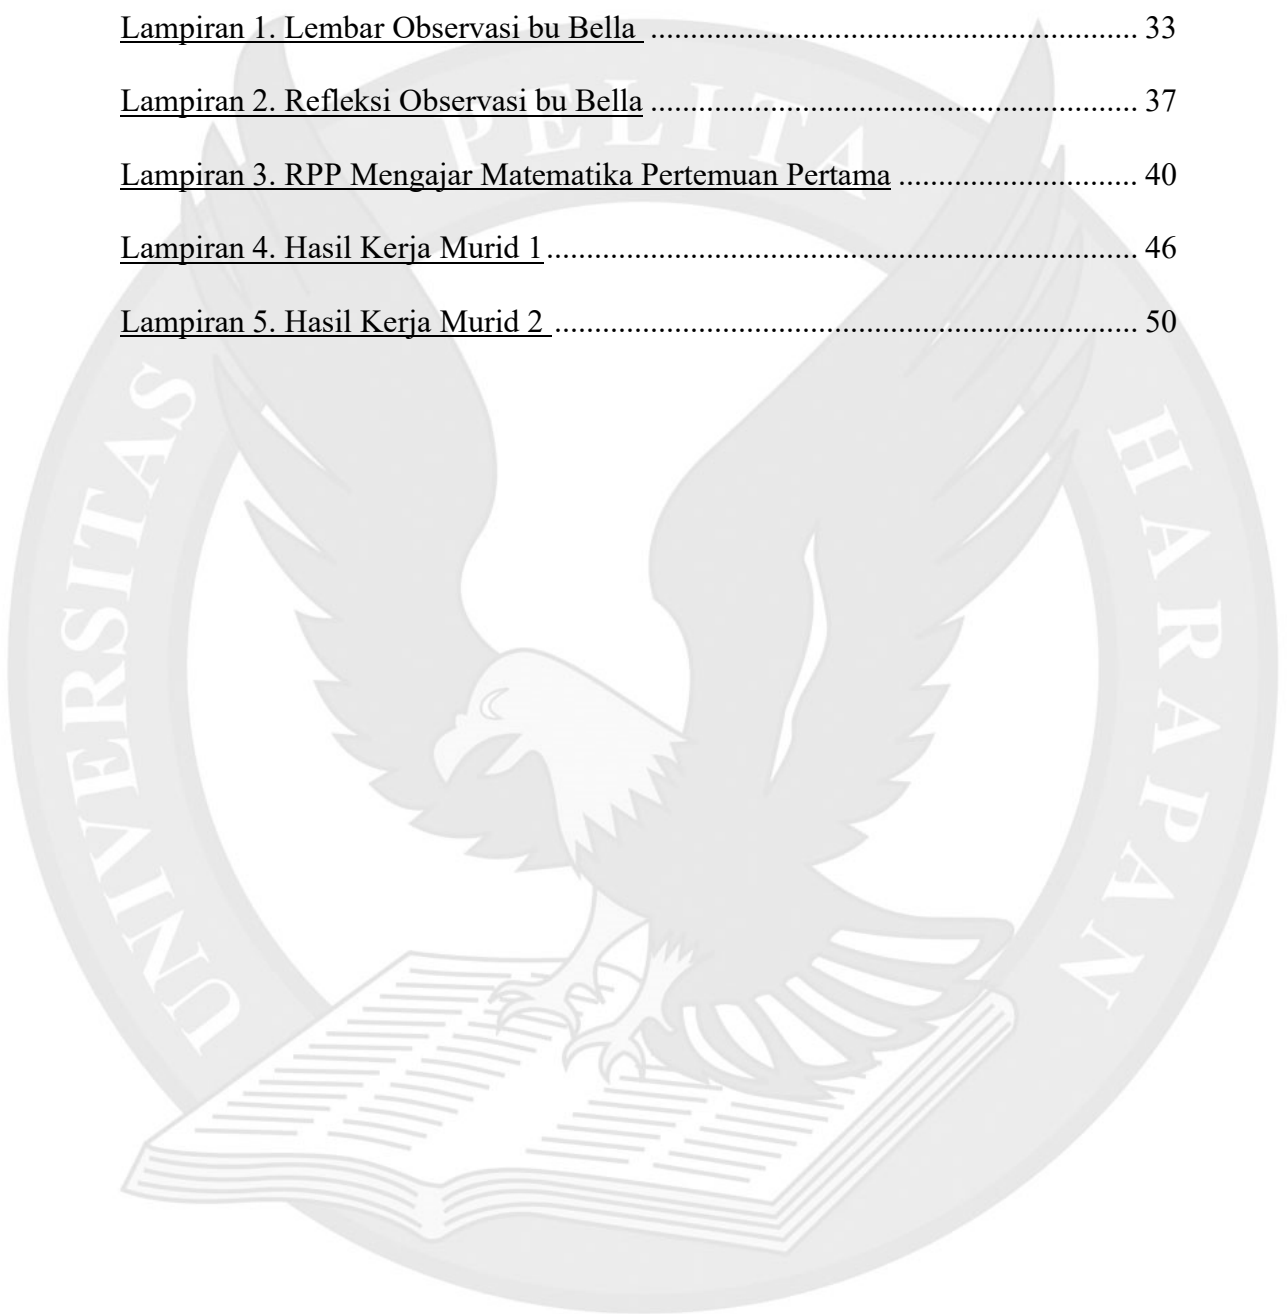 Lampiran 1. Lembar Observasi bu Bella ........................................................ 33
Lampiran 2. Refleksi Observasi bu Bella ........................................................ 37
Lampiran 3. RPP Mengajar Matematika Pertemuan Pertama ............................. 40
Lampiran 4. Hasil Kerja Murid 1 .................................................................... 46
Lampiran 5. Hasil Kerja Murid 2 .................................................................... 50
UNIVERSITAS PELITA HARAPAN